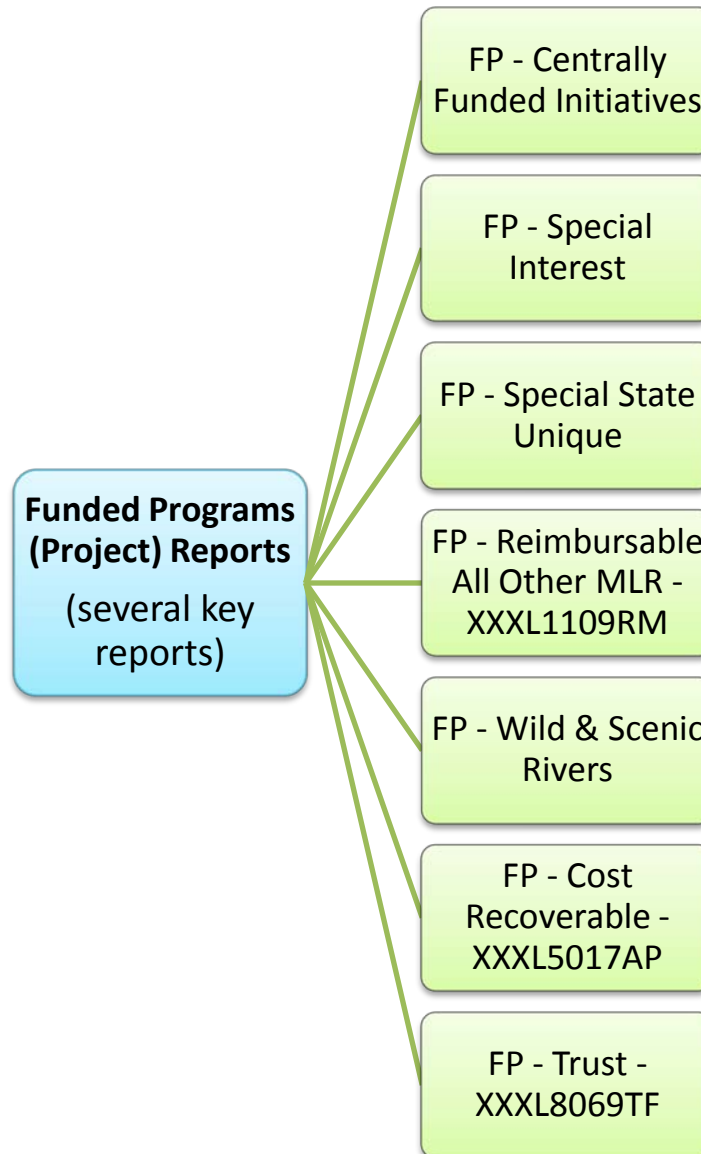 FP - Centrally
Funded Initiatives
FP - Special
Interest
FP - Special State
Unique
Funded Programs
(Project) Reports
(several key
reports)
FP - Reimbursable
All Other MLR -
XXXL1109RM
FP - Wild & Scenic
Rivers
FP - Cost
Recoverable -
XXXL5017AP
FP - Trust -
XXXL8069TF